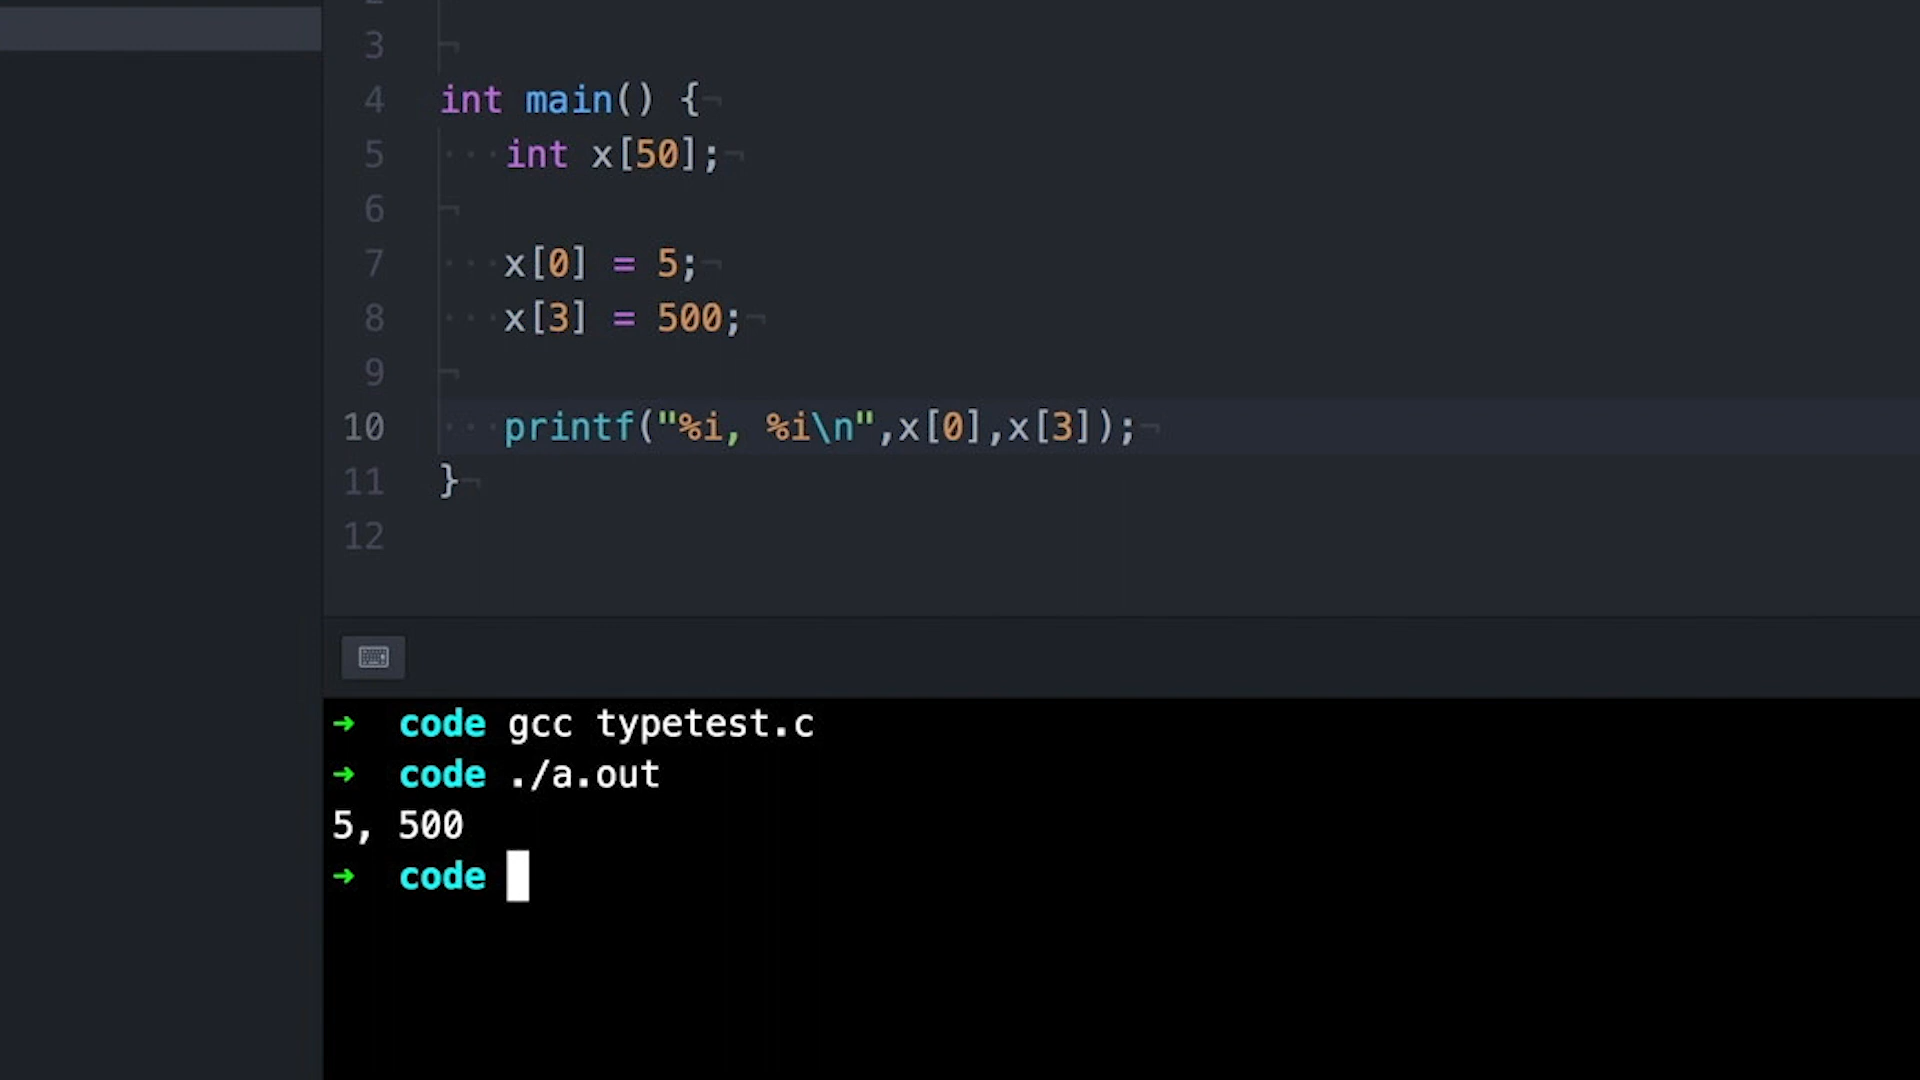 2
3
4 int main() {
5 int x[50];
6
7 x[0] = 5;
8 x[3] = 500;
9
10 printf("%i, %i\n",x[0],x[3]);
11 }
12
➜ code gcc typetest.c
➜ code ./a.out
5, 500
➜ code